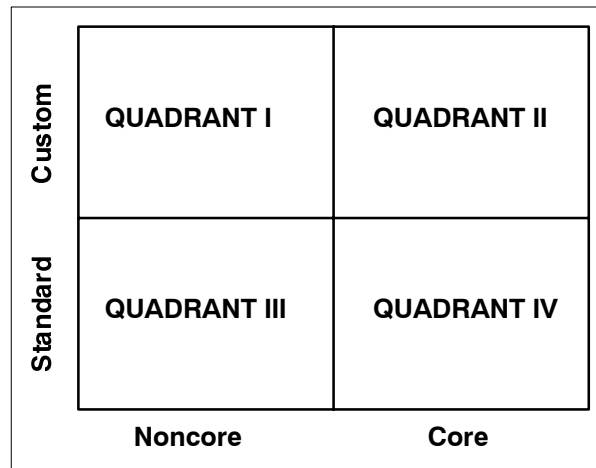 Custom
QUADRANT I
QUADRANT II
Standard
QUADRANT III
QUADRANT IV
Noncore
Core